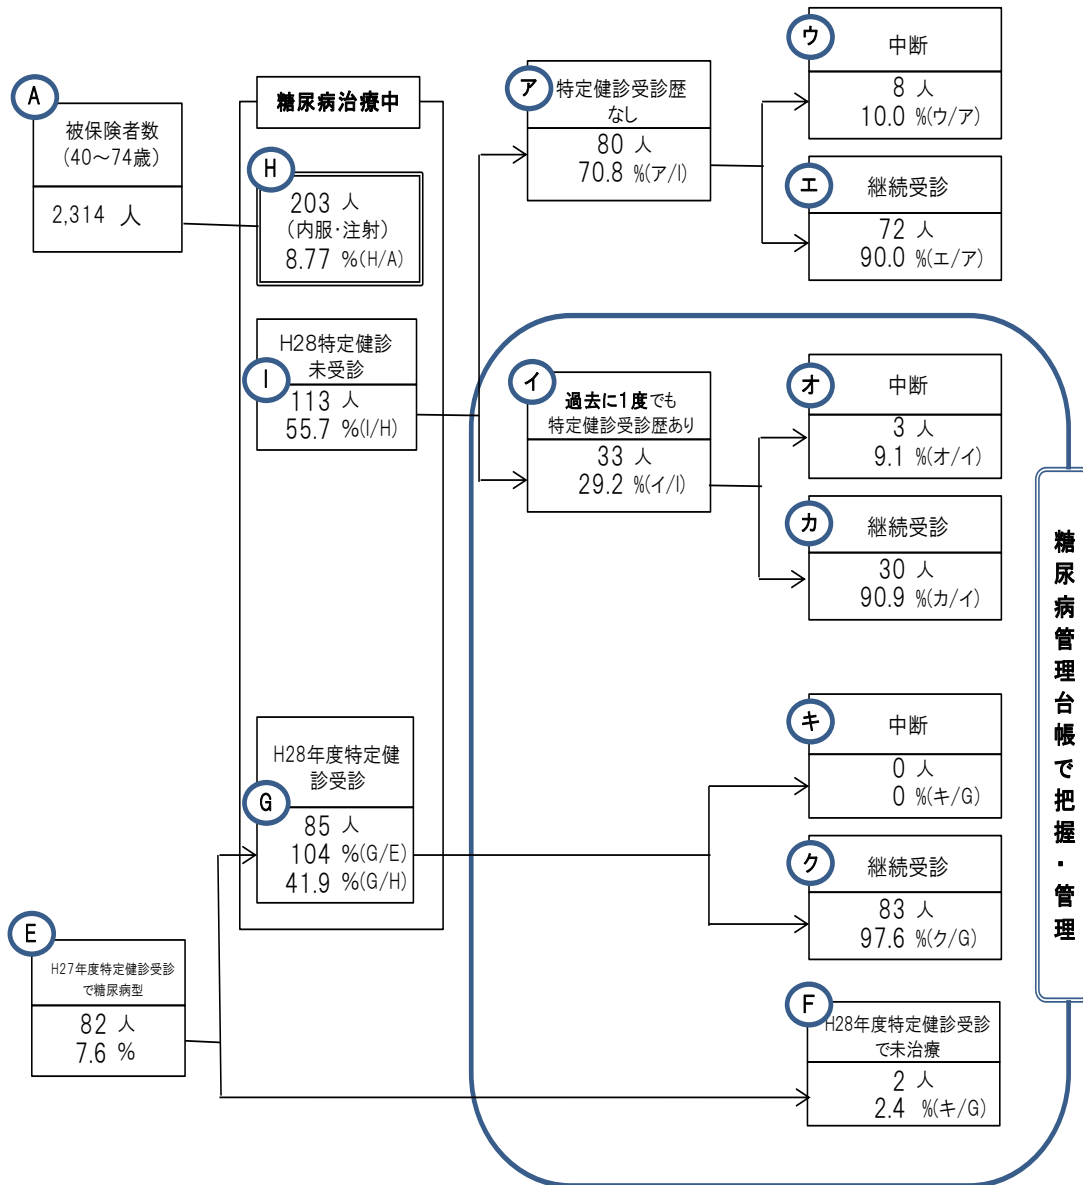 A
被保険者数
(40～74歳)
2,314 人
糖尿病治療中
H
203 人
(内服･注射)
8.77 %(H/A)
I
H28特定健診
未受診
113 人
55.7 %(I/H)
G
H28年度特定健
診受診
85 人
104 %(G/E)
41.9 %(G/H)
E
H27年度特定健診受診
で糖尿病型
82 人
7.6 %
ア
特定健診受診歴
なし
80 人
70.8 %(ア/I)
イ
過去に1度でも
特定健診受診歴あり
33 人
29.2 %(イ/I)
ウ
中断
8 人
10.0 %(ウ/ア)
エ
継続受診
72 人
90.0 %(エ/ア)
オ
中断
3 人
9.1 %(オ/イ)
カ
継続受診
30 人
90.9 %(カ/イ)
キ
中断
0 人
0 %(キ/G)
ク
継続受診
83 人
97.6 %(ク/G)
F
H28年度特定健診受診
で未治療
2 人
2.4 %(キ/G)
糖尿病管理台帳で把握・管理